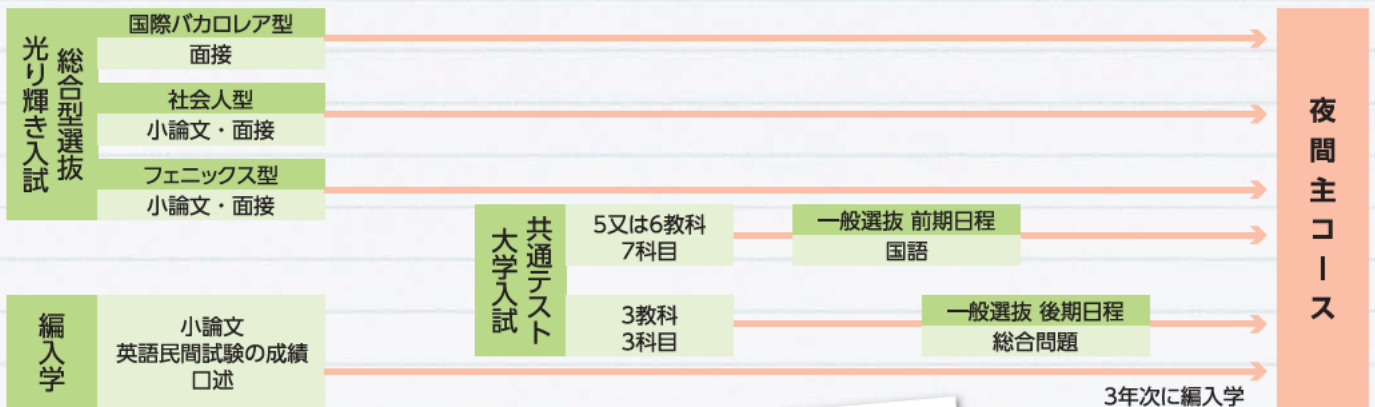 総合型選抜
光り輝き入試
国際バカロレア型
面接
社会人型
小論文・面接
フェニックス型
小論文・面接
大学入試
共通テスト
5又は6教科
7科目
一般選抜 前期日程
国語
3教科
3科目
一般選抜 後期日程
総合問題
編入学
小論文
英語民間試験の成績
口述
3年次に編入学
夜間主コース